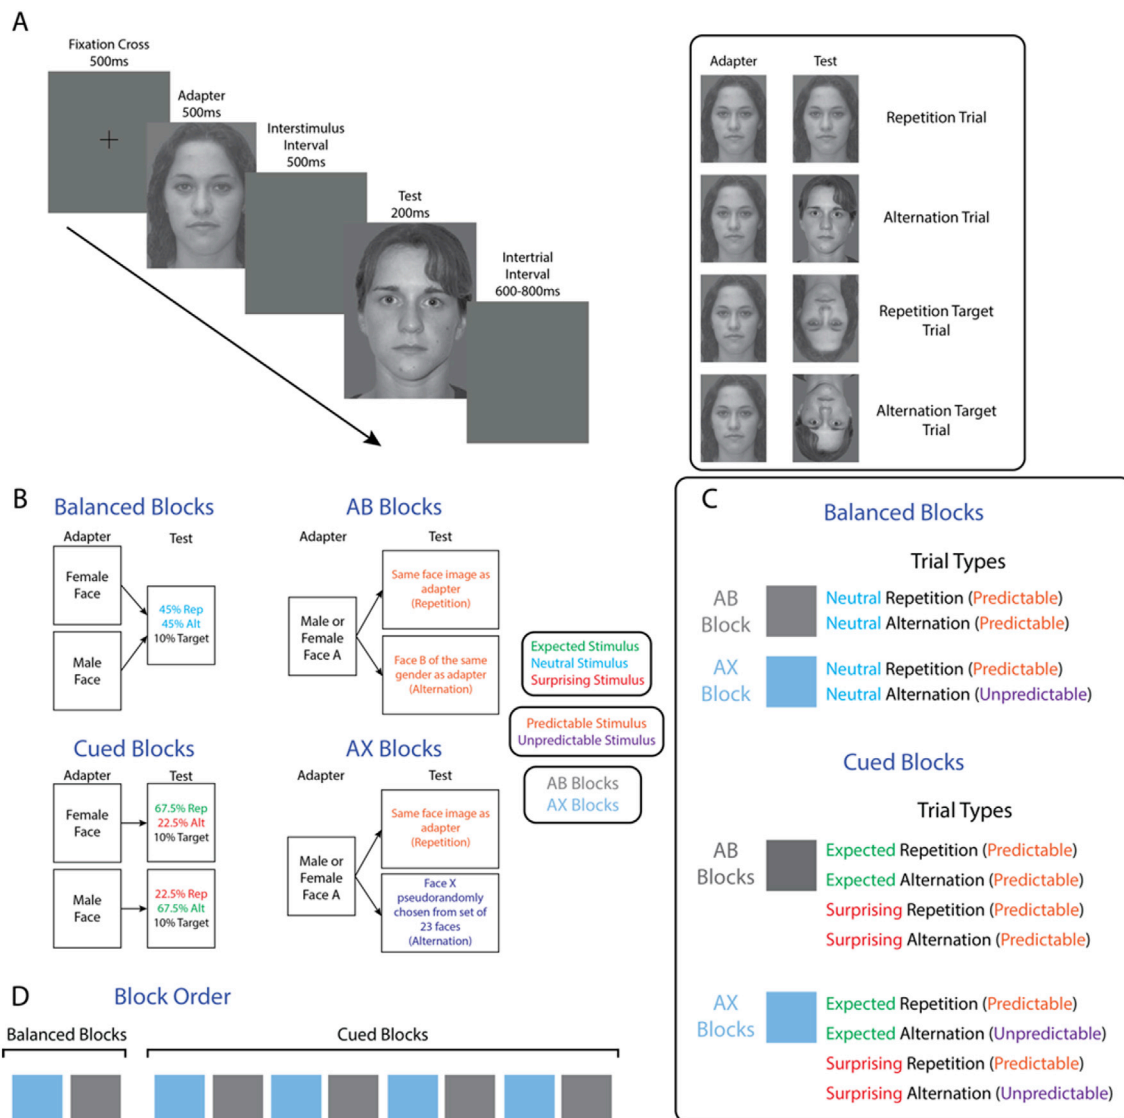 A
Fixation Cross
500ms
Adapter
500ms
Interstimulus
Interval
500ms
Test
200ms
Intertrial
Interval
600-800ms
Adapter
Test
Repetition Trial
Alternation Trial
Repetition Target
Trial
Alternation Target
Trial
B
Balanced Blocks
Adapter
Test
Female
Face
Male
Face
45% Rep
45% Alt
10% Target
AB Blocks
Adapter
Test
Male or
Female
Face A
Same face image as
adapter
(Repetition)
Face B of the same
gender as adapter
(Alternation)
Expected Stimulus
Neutral Stimulus
Surprising Stimulus
Predictable Stimulus
Unpredictable Stimulus
AB Blocks
AX Blocks
Cued Blocks
Adapter
Test
Female
Face
67.5% Rep
22.5% Alt
10% Target
Male
Face
22.5% Rep
67.5% Alt
10% Target
AX Blocks
Adapter
Test
Male or
Female
Face A
Same face image as
adapter
(Repetition)
Face X
pseudorandomly
chosen from set of
23 faces
(Alternation)
C
Balanced Blocks
Trial Types
AB
Block
Neutral Repetition (Predictable)
Neutral Alternation (Predictable)
AX
Block
Neutral Repetition (Predictable)
Neutral Alternation (Unpredictable)
Cued Blocks
Trial Types
AB
Blocks
Expected Repetition (Predictable)
Expected Alternation (Predictable)
Surprising Repetition (Predictable)
Surprising Alternation (Predictable)
AX
Blocks
Expected Repetition (Predictable)
Expected Alternation (Unpredictable)
Surprising Repetition (Predictable)
Surprising Alternation (Unpredictable)
D
Block Order
Balanced Blocks
Cued Blocks